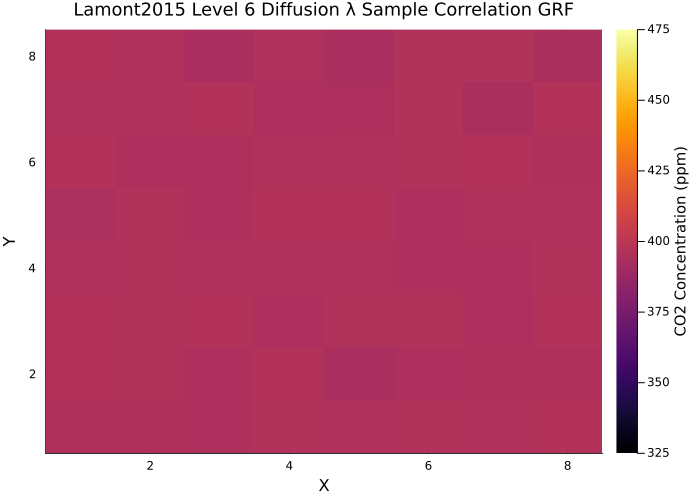 Lamont2015 Level 6 Diffusion λ Sample Correlation GRF
8
6
4
2
Y
2 4 6 8
X
475
450
425
400
375
350
325
CO2 Concentration (ppm)